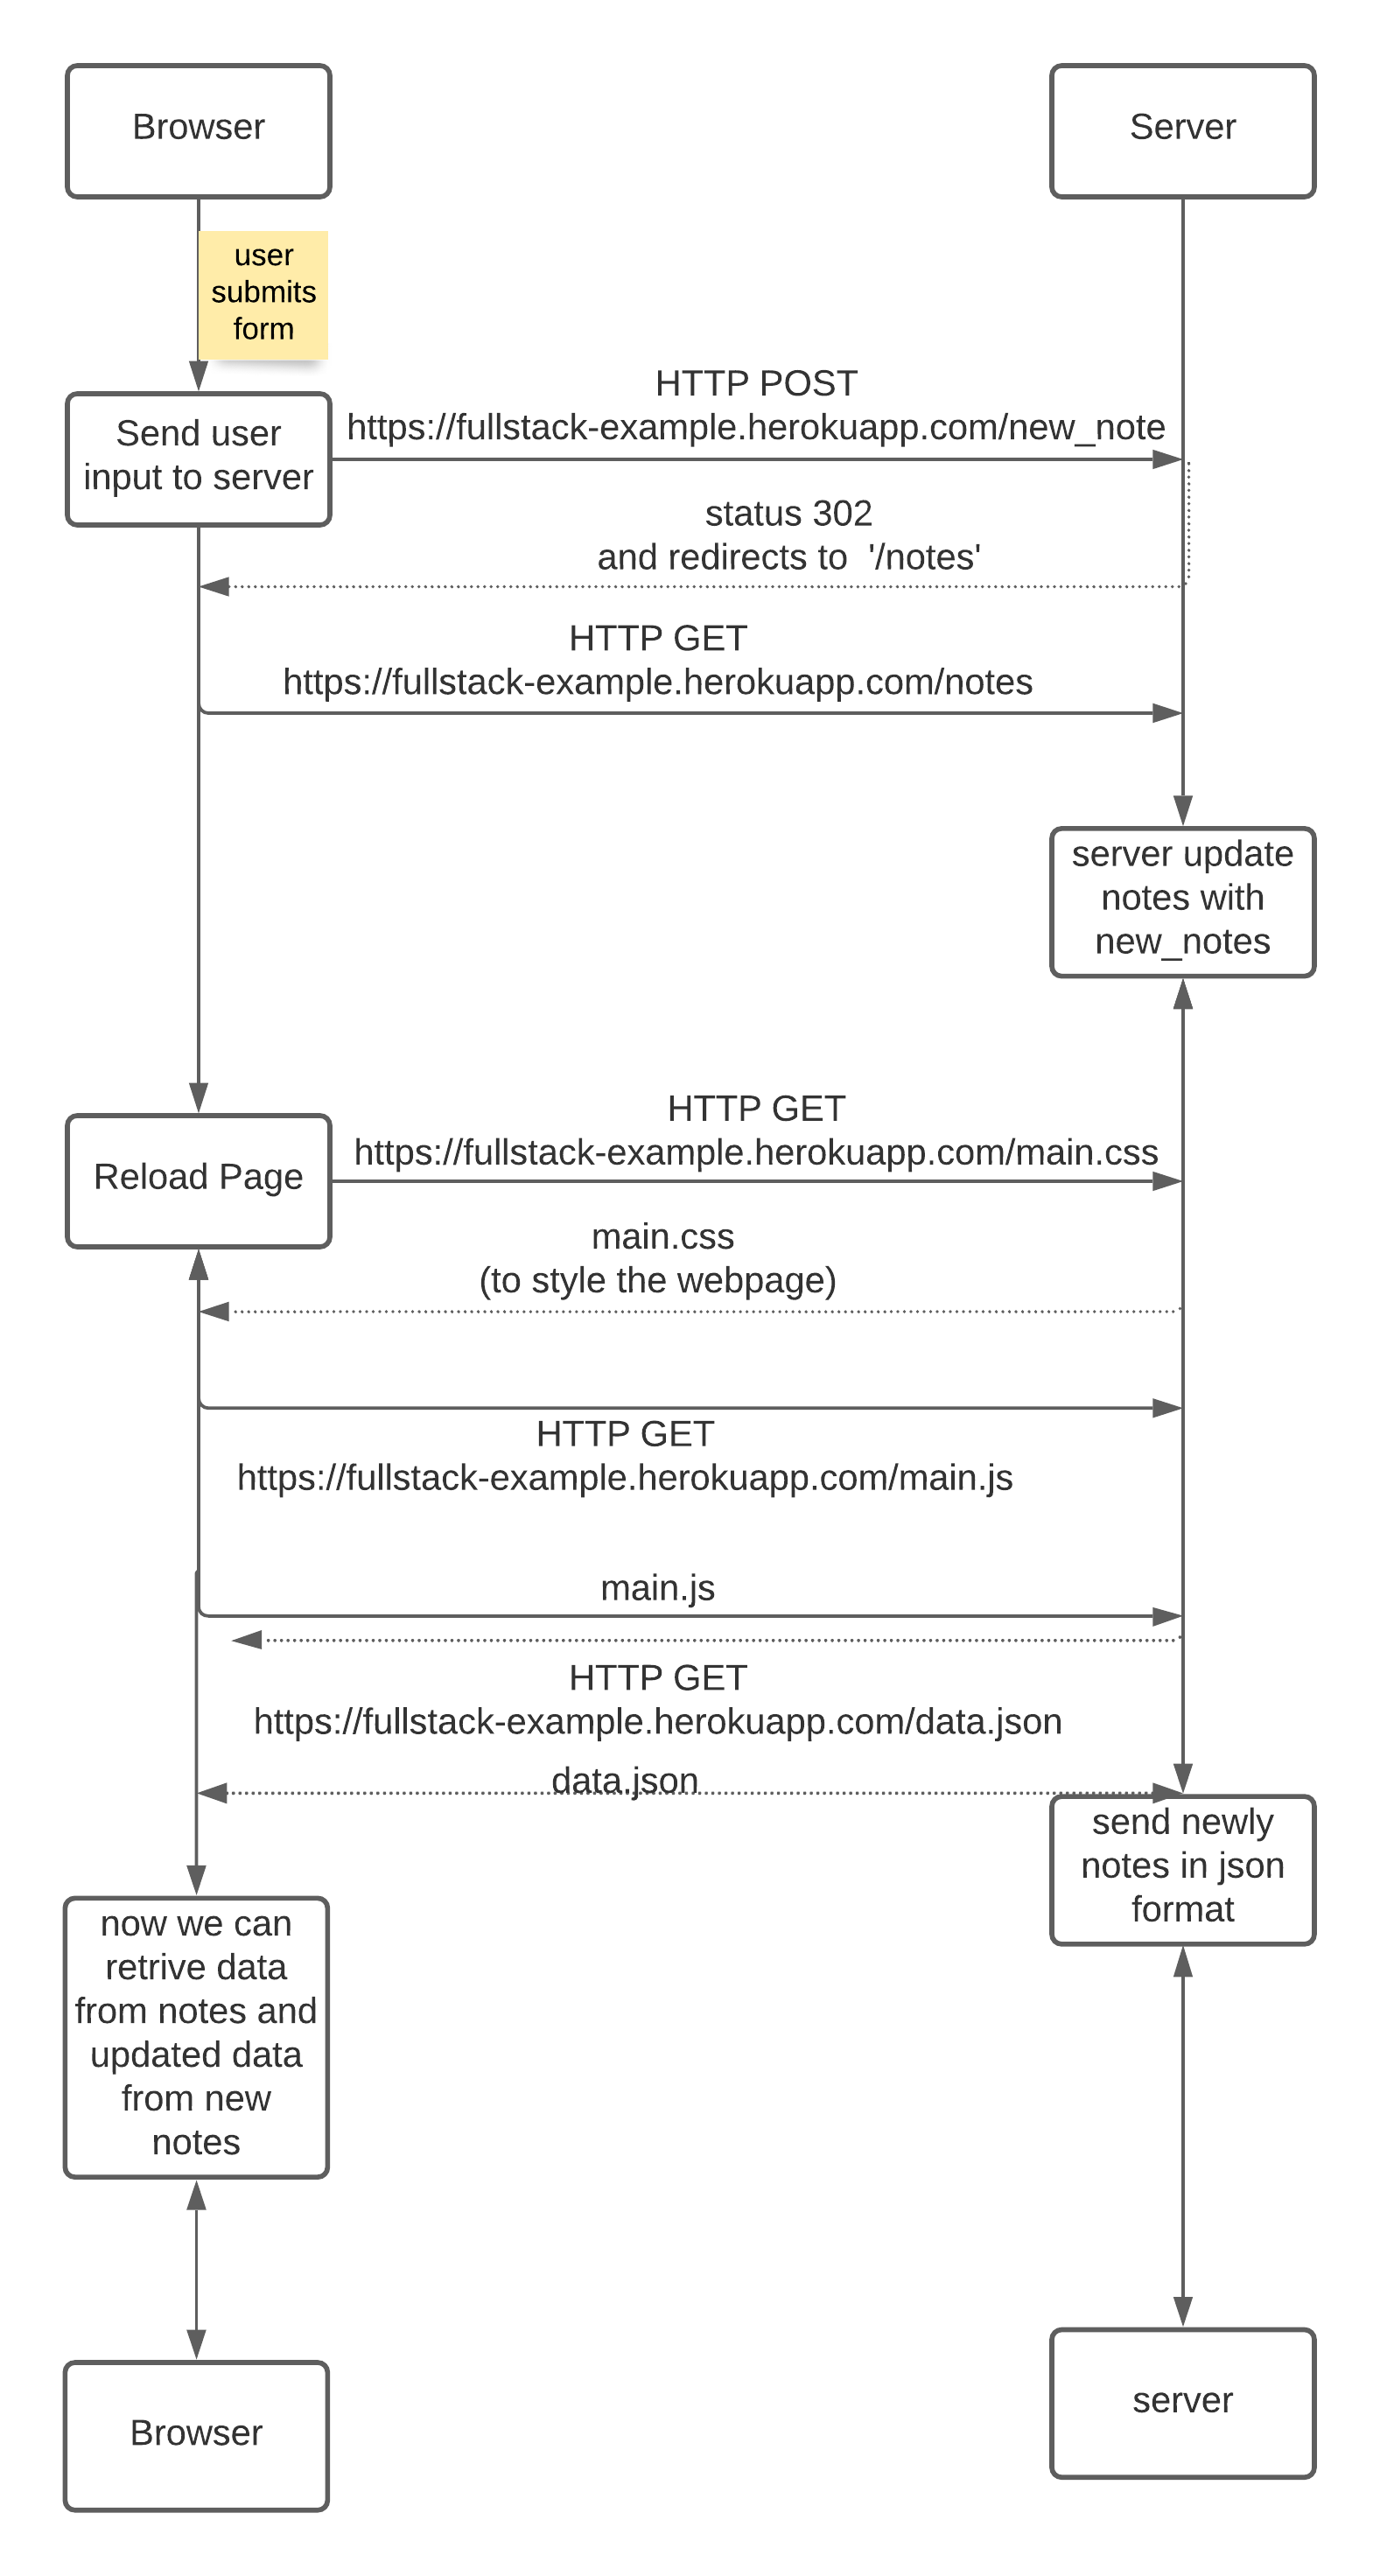 Browser
Server
user
submits
form
HTTP POST
https://fullstack-example.herokuapp.com/new_note
Send user
input to server
status 302
and redirects to  '/notes'
HTTP GET
https://fullstack-example.herokuapp.com/notes
server update
notes with
new_notes
HTTP GET
https://fullstack-example.herokuapp.com/main.css
Reload Page
main.css
(to style the webpage)
HTTP GET
https://fullstack-example.herokuapp.com/main.js
main.js
HTTP GET
https://fullstack-example.herokuapp.com/data.json
data.json
send newly
notes in json
format
now we can
retrive data
from notes and
updated data
from new
notes
server
Browser